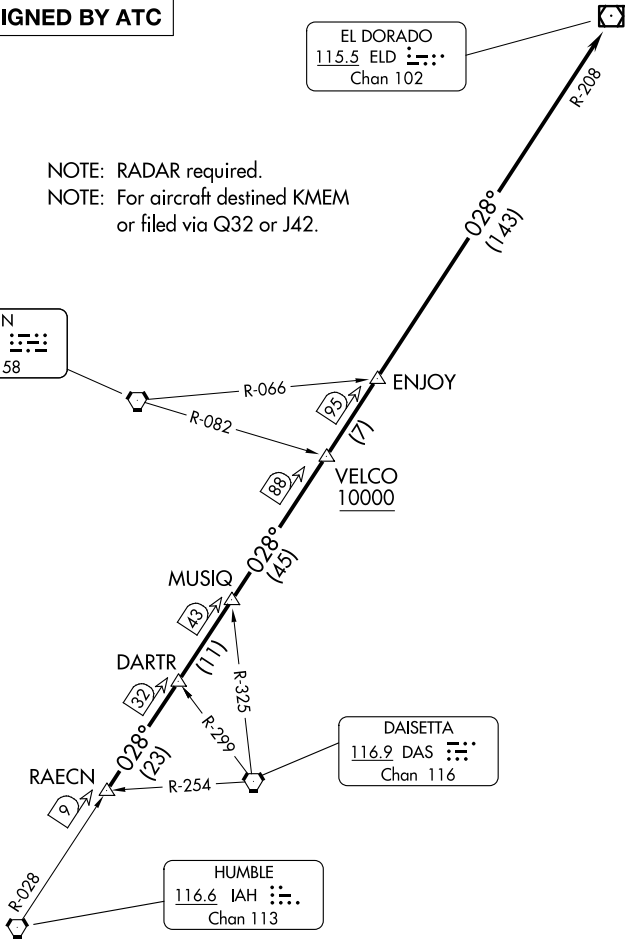 IGNED BY ATC
EL DORADO
115.5 ELD
Chan 102
R-208
NOTE: RADAR required.
NOTE: For aircraft destined KMEM
or filed via Q32 or J42.
028°
(143)
N
58
R-066
ENJOY
95
R-082
(7)
VELCO
10000
88
028°
(45)
MUSIQ
43
(11)
DARTR
R-325
32
R-299
028°
(23)
DAISETTA
116.9 DAS
Chan 116
RAECN
R-254
9
R-028
HUMBLE
116.6 IAH
Chan 113